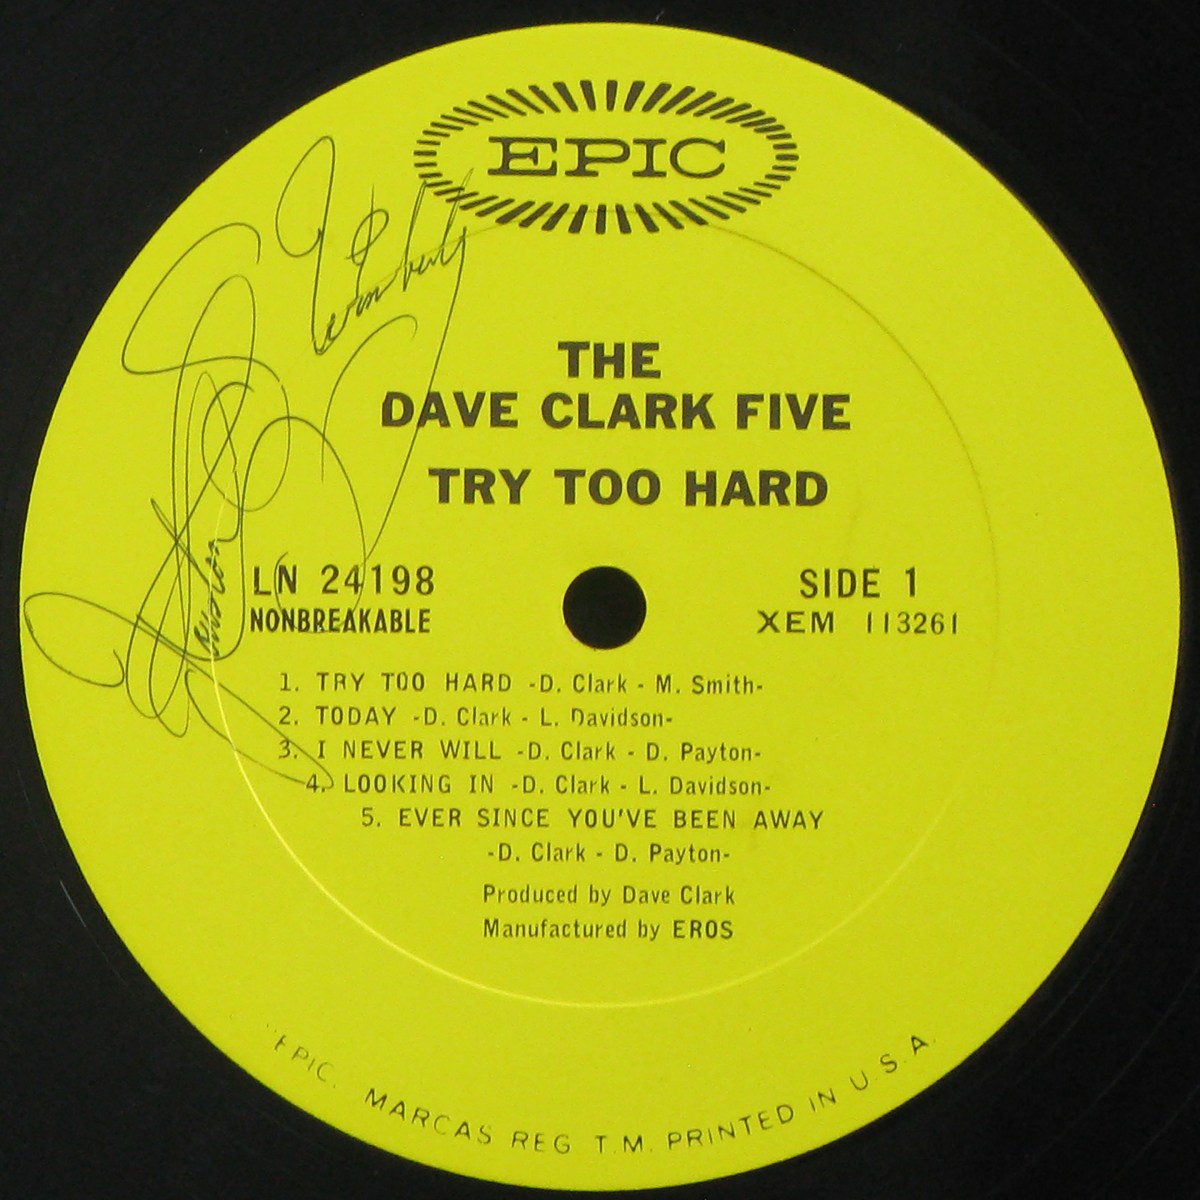 EPIC
THE
DAVE CLARK FIVE
TRY TOO HARD
LN 24198
NONBREAKABLE
SIDE 1
XEM 113261
1. TRY TOO HARD -D. Clark - M. Smith-
2. TODAY -D. Clark - L. Davidson-
3. I NEVER WILL -D. Clark - D. Payton-
4. LOOKING IN -D. Clark - L. Davidson-
5. EVER SINCE YOU'VE BEEN AWAY
-D. Clark - D. Payton-
Produced by Dave Clark
Manufactured by EROS
"EPIC. MARCAS REG T.M. PRINTED IN U.S.A.